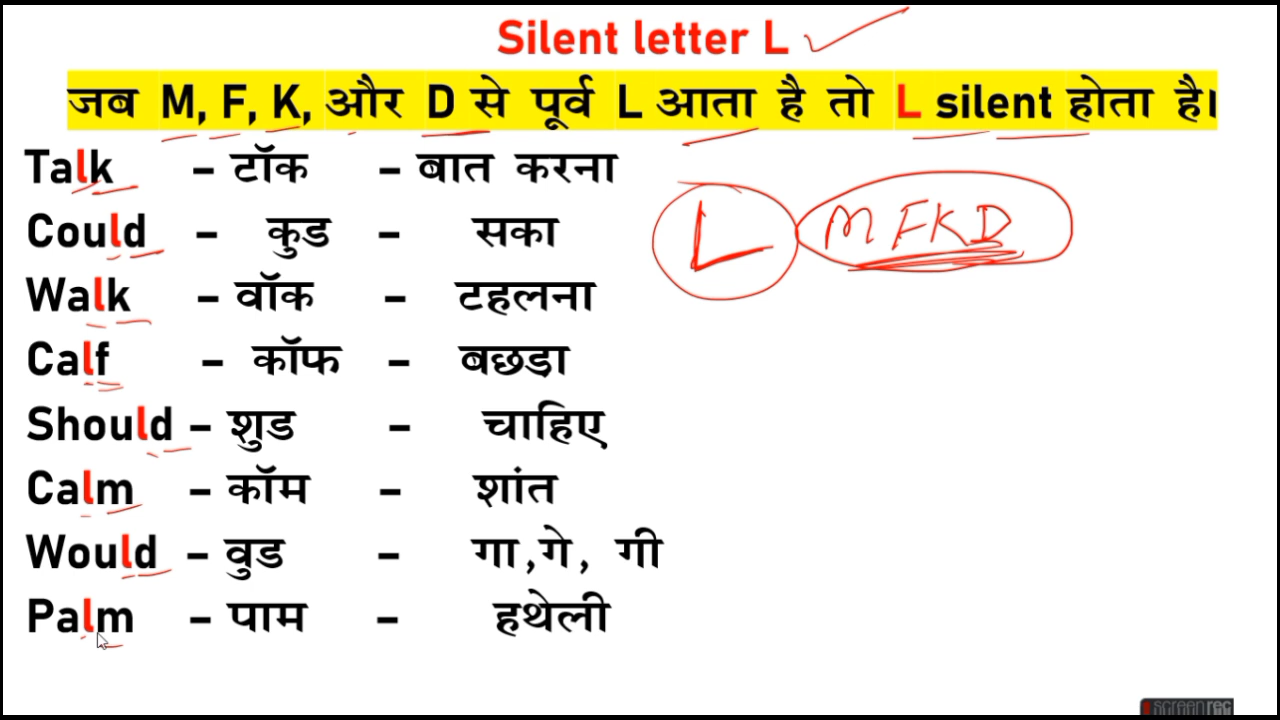 Silent letter L
जब M, F, K, और D से पूर्व L आता है तो L silent होता है।
Talk – टॉक – बात करना
L MFKD
Could – कुड – सका
Walk – वॉक – टहलना
Calf – कॉफ – बछड़ा
Should – शुड – चाहिए
Calm – कॉम – शांत
Would – वुड – गा,गे, गी
Palm – पाम – हथेली
screenrec